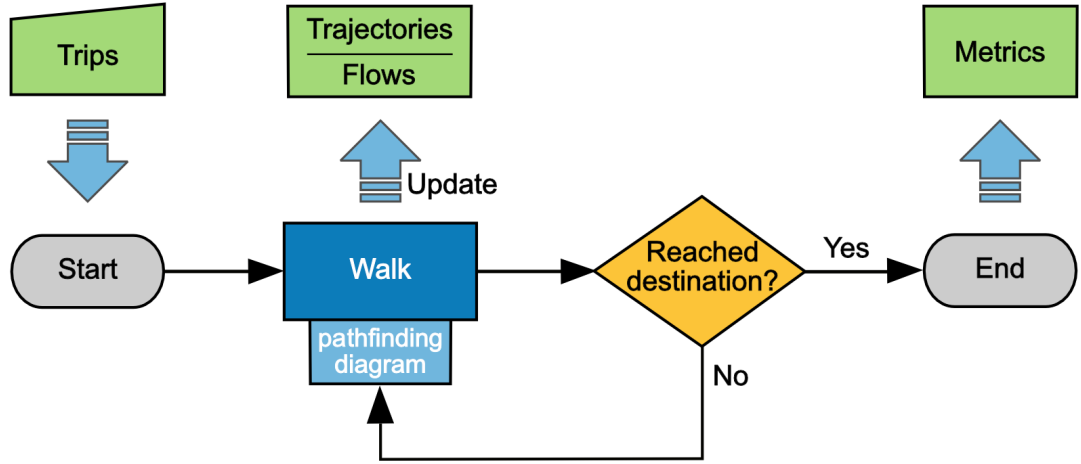 Trips
Trajectories
Flows
Metrics
Update
Start
Walk
pathfinding
diagram
Reached
destination?
Yes
No
End